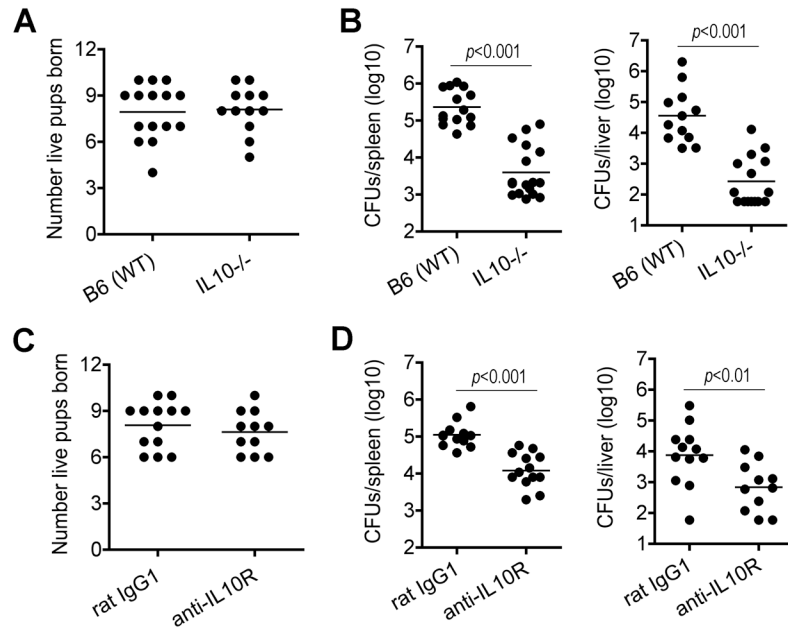 A
Number live pups born
12
9
6
3
0
B6 (WT)
IL10-/-
B
CFUs/spleen (log10)
7
6
5
4
3
2
p<0.001
B6 (WT)
IL10-/-
CFUs/liver (log10)
7
6
5
4
3
2
1
p<0.001
B6 (WT)
IL10-/-
C
Number live pups born
12
9
6
3
0
rat IgG1
anti-IL10R
D
CFUs/spleen (log10)
7
6
5
4
3
2
p<0.001
rat IgG1
anti-IL10R
CFUs/liver (log10)
7
6
5
4
3
2
1
p<0.01
rat IgG1
anti-IL10R